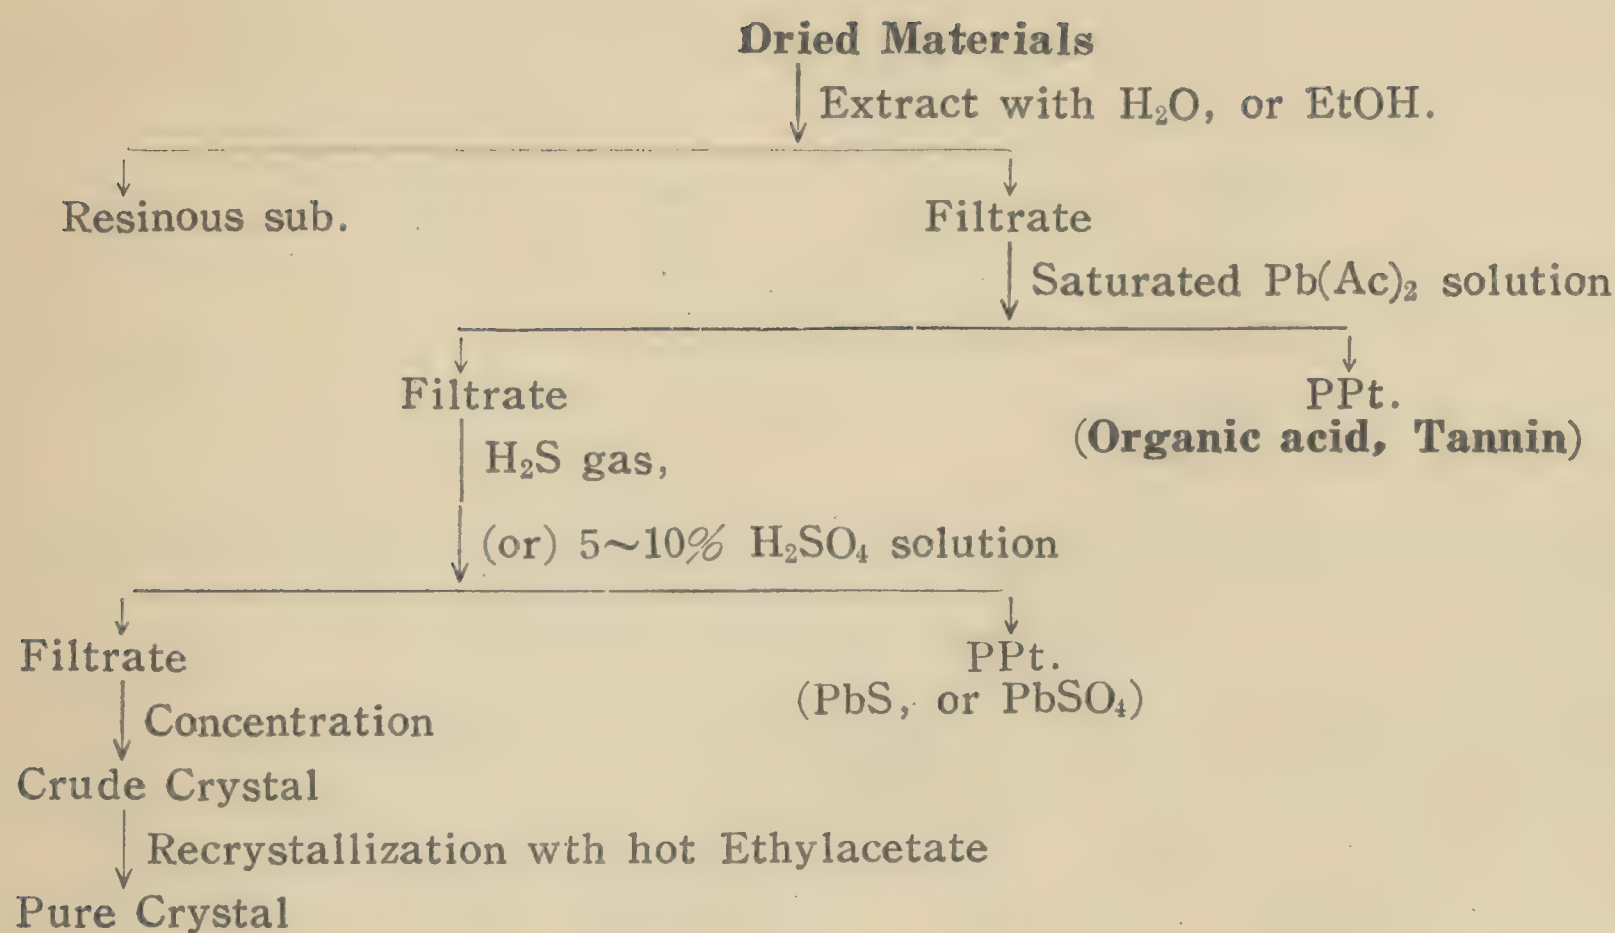 Dried Materials
Extract with H₂O, or EtOH.
Resinous sub.
Filtrate
Saturated Pb(Ac)₂ solution
Filtrate
PPt.
(Organic acid, Tannin)
H₂S gas,
(or) 5~10% H₂SO₄ solution
Filtrate
PPt.
(PbS, or PbSO₄)
Concentration
Crude Crystal
Recrystallization wth hot Ethylacetate
Pure Crystal